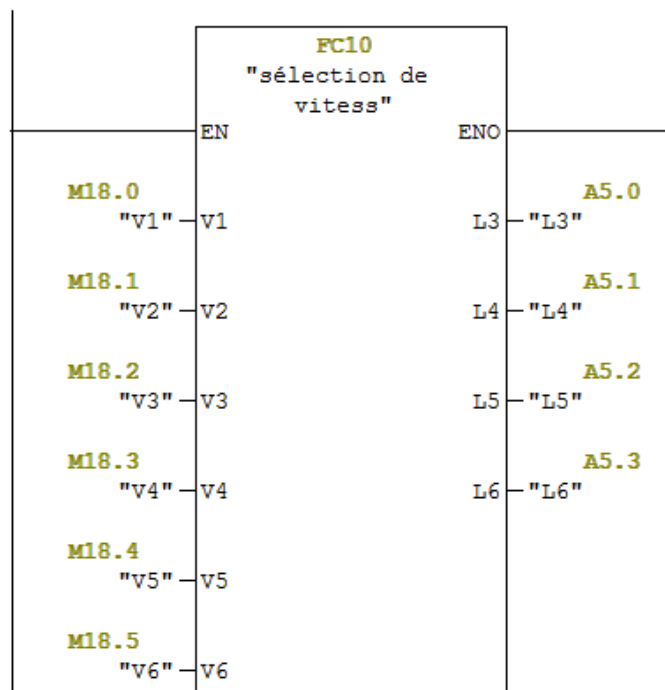 FC10
"sélection de
vitess"
EN ENO
M18.0 A5.0
"V1" V1 L3 "L3"
M18.1 A5.1
"V2" V2 L4 "L4"
M18.2 A5.2
"V3" V3 L5 "L5"
M18.3 A5.3
"V4" V4 L6 "L6"
M18.4
"V5" V5
M18.5
"V6" V6